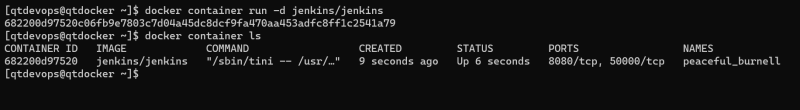 [qtdevops@qtdocker ~]$ docker container run -d jenkins/jenkins
682200d97520c06fb9e7803c7d04a45dc8dcf9fa470aa453adfc8ff1c2541a79
[qtdevops@qtdocker ~]$ docker container ls
CONTAINER ID   IMAGE             COMMAND                  CREATED         STATUS         PORTS                 NAMES
682200d97520   jenkins/jenkins   "/sbin/tini -- /usr/…"   9 seconds ago   Up 6 seconds   8080/tcp, 50000/tcp   peaceful_burnell
[qtdevops@qtdocker ~]$